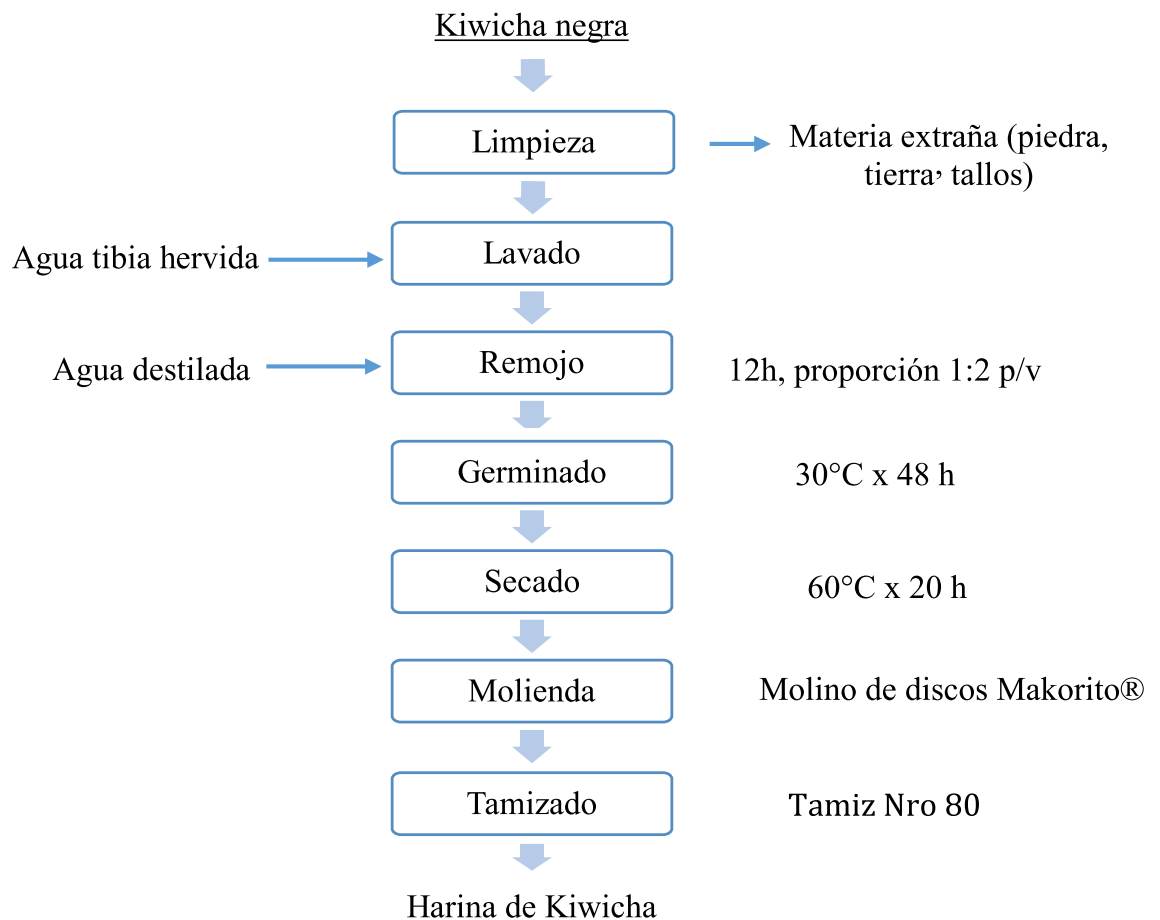 Kiwicha negra
Limpieza
Materia extraña (piedra,
tierra, tallos)
Agua tibia hervida
Lavado
Agua destilada
Remojo
12h, proporción 1:2 p/v
Germinado
30°C x 48 h
Secado
60°C x 20 h
Molienda
Molino de discos Makorito®
Tamizado
Tamiz Nro 80
Harina de Kiwicha